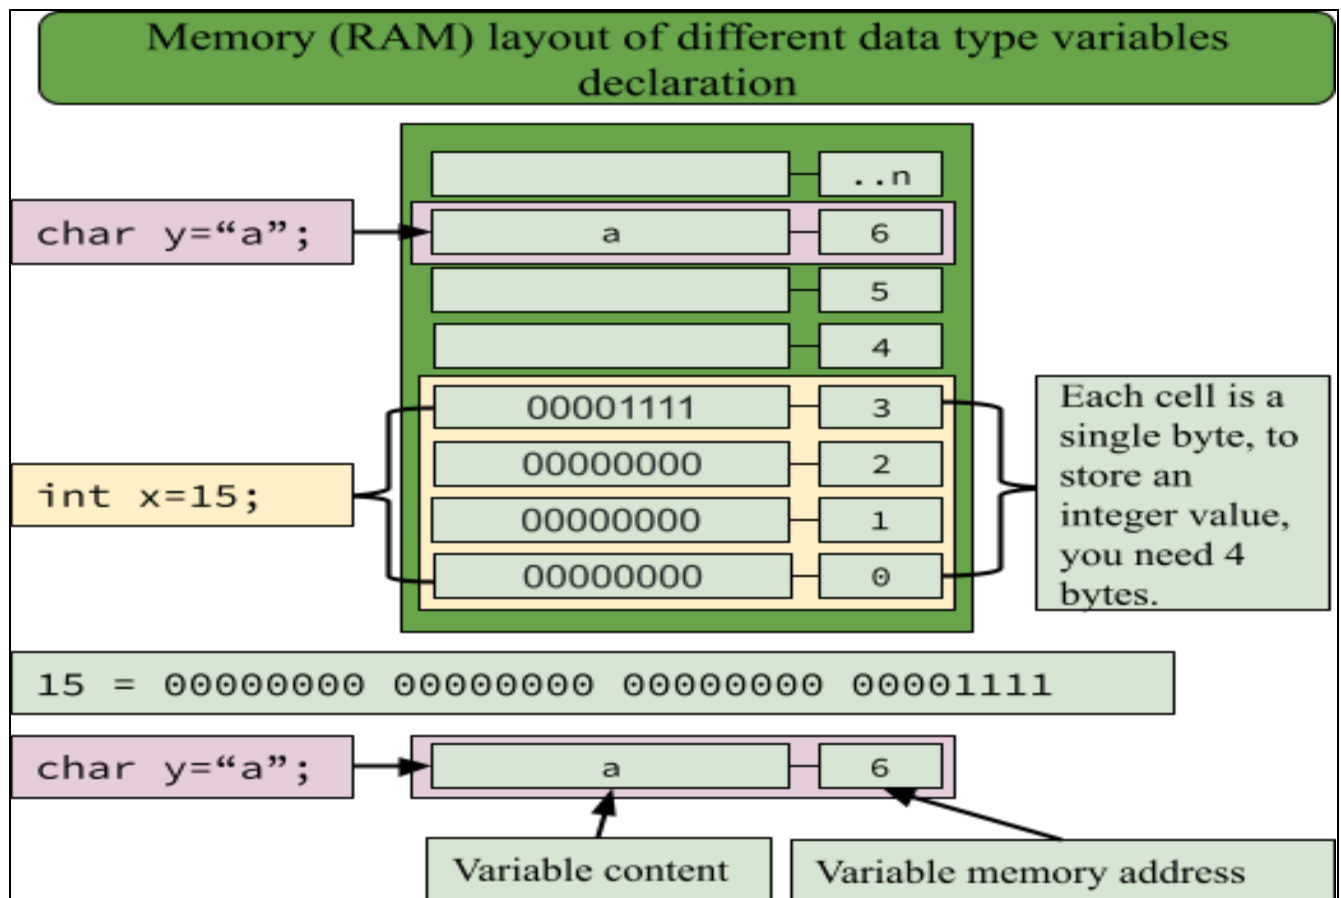 Memory (RAM) layout of different data type variables
declaration
..n
char y=“a”;
a
6
5
4
00001111
3
00000000
2
int x=15;
00000000
1
00000000
0
Each cell is a
single byte, to
store an
integer value,
you need 4
bytes.
15 = 00000000 00000000 00000000 00001111
char y=“a”;
a
6
Variable content
Variable memory address